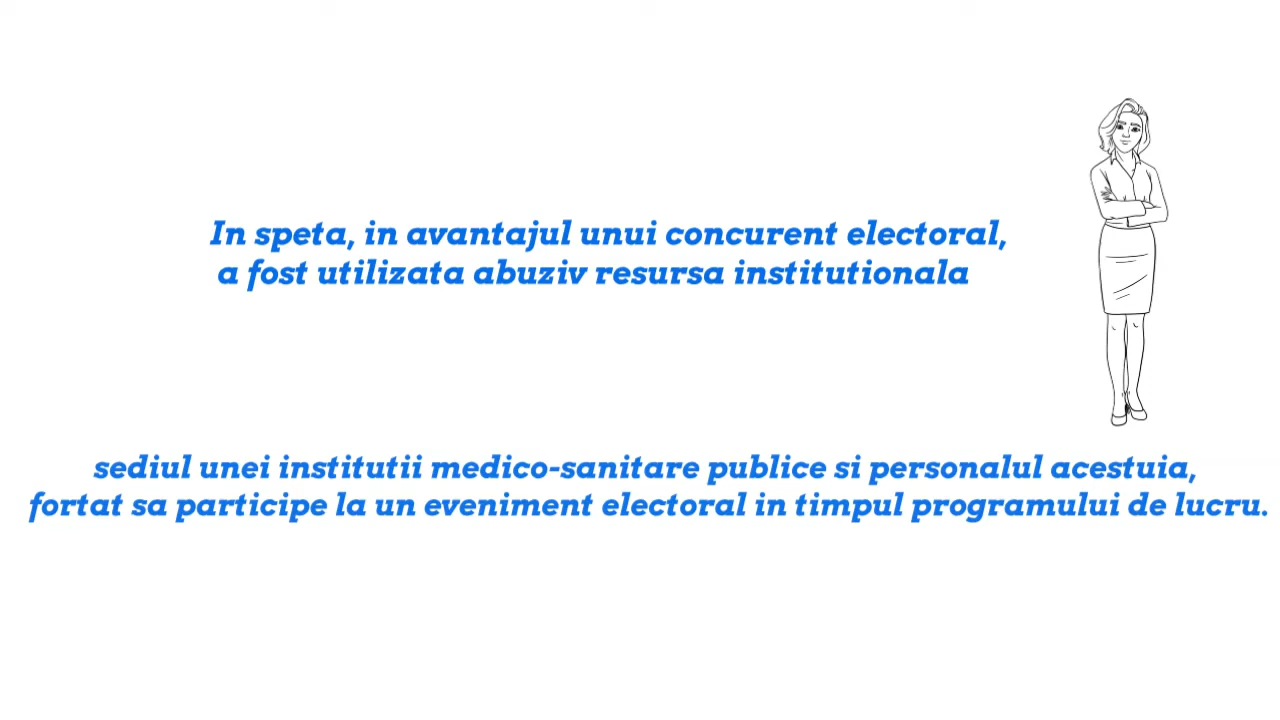 In speta, in avantajul unui concurent electoral,
a fost utilizata abuziv resursa institutionala
sediul unei institutii medico-sanitare publice si personalul acestuia,
fortat sa participe la un eveniment electoral in timpul programului de lucru.